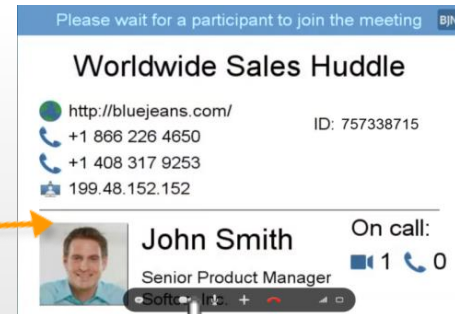 Please wait for a participant to join the meeting BJN
Worldwide Sales Huddle
http://bluejeans.com/
+1 866 226 4650
ID: 757338715
+1 408 317 9253
199.48.152.152
John Smith
On call:
1 0
Senior Product Manager
Inc.